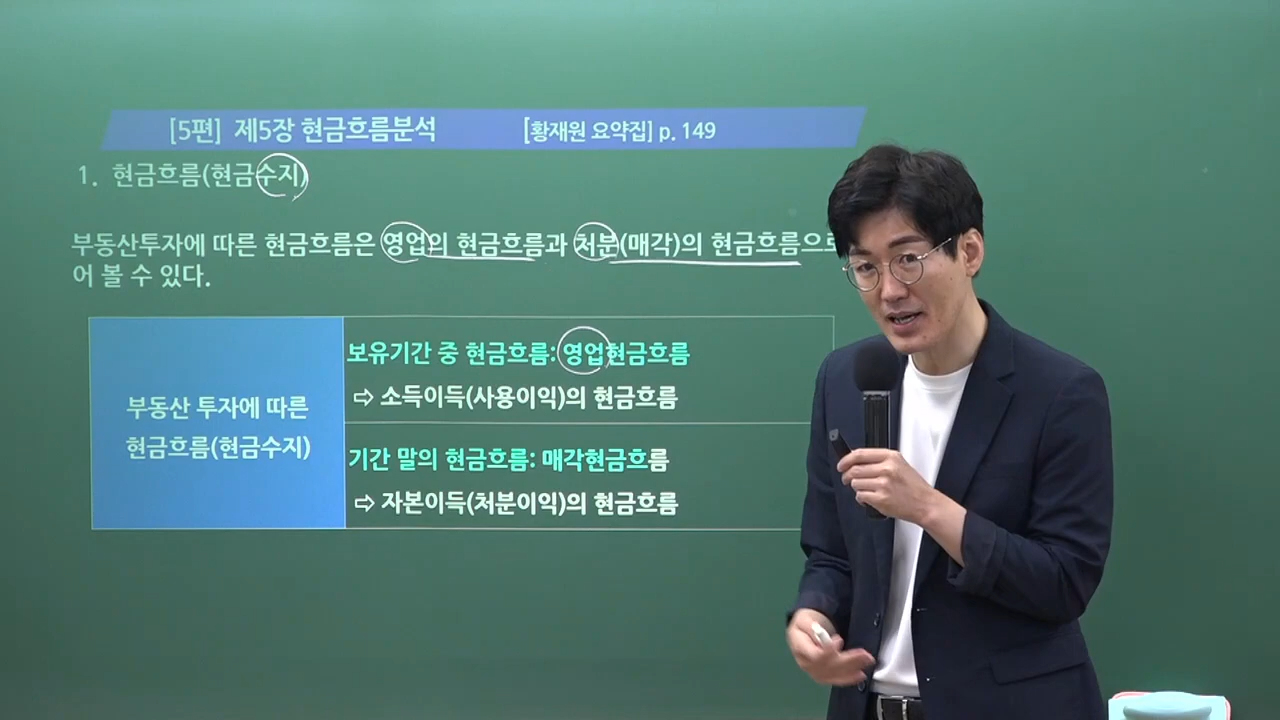 [5편] 제5장 현금흐름분석 [황재원 요약집] p. 149
1. 현금흐름(현금수지)
부동산투자에 따른 현금흐름은 영업의 현금흐름과 처분(매각)의 현금흐름으로
어 볼 수 있다.
부동산 투자에 따른
현금흐름(현금수지)
보유기간 중 현금흐름: 영업현금흐름
⇨ 소득이득(사용이익)의 현금흐름
기간 말의 현금흐름: 매각현금흐름
⇨ 자본이득(처분이익)의 현금흐름